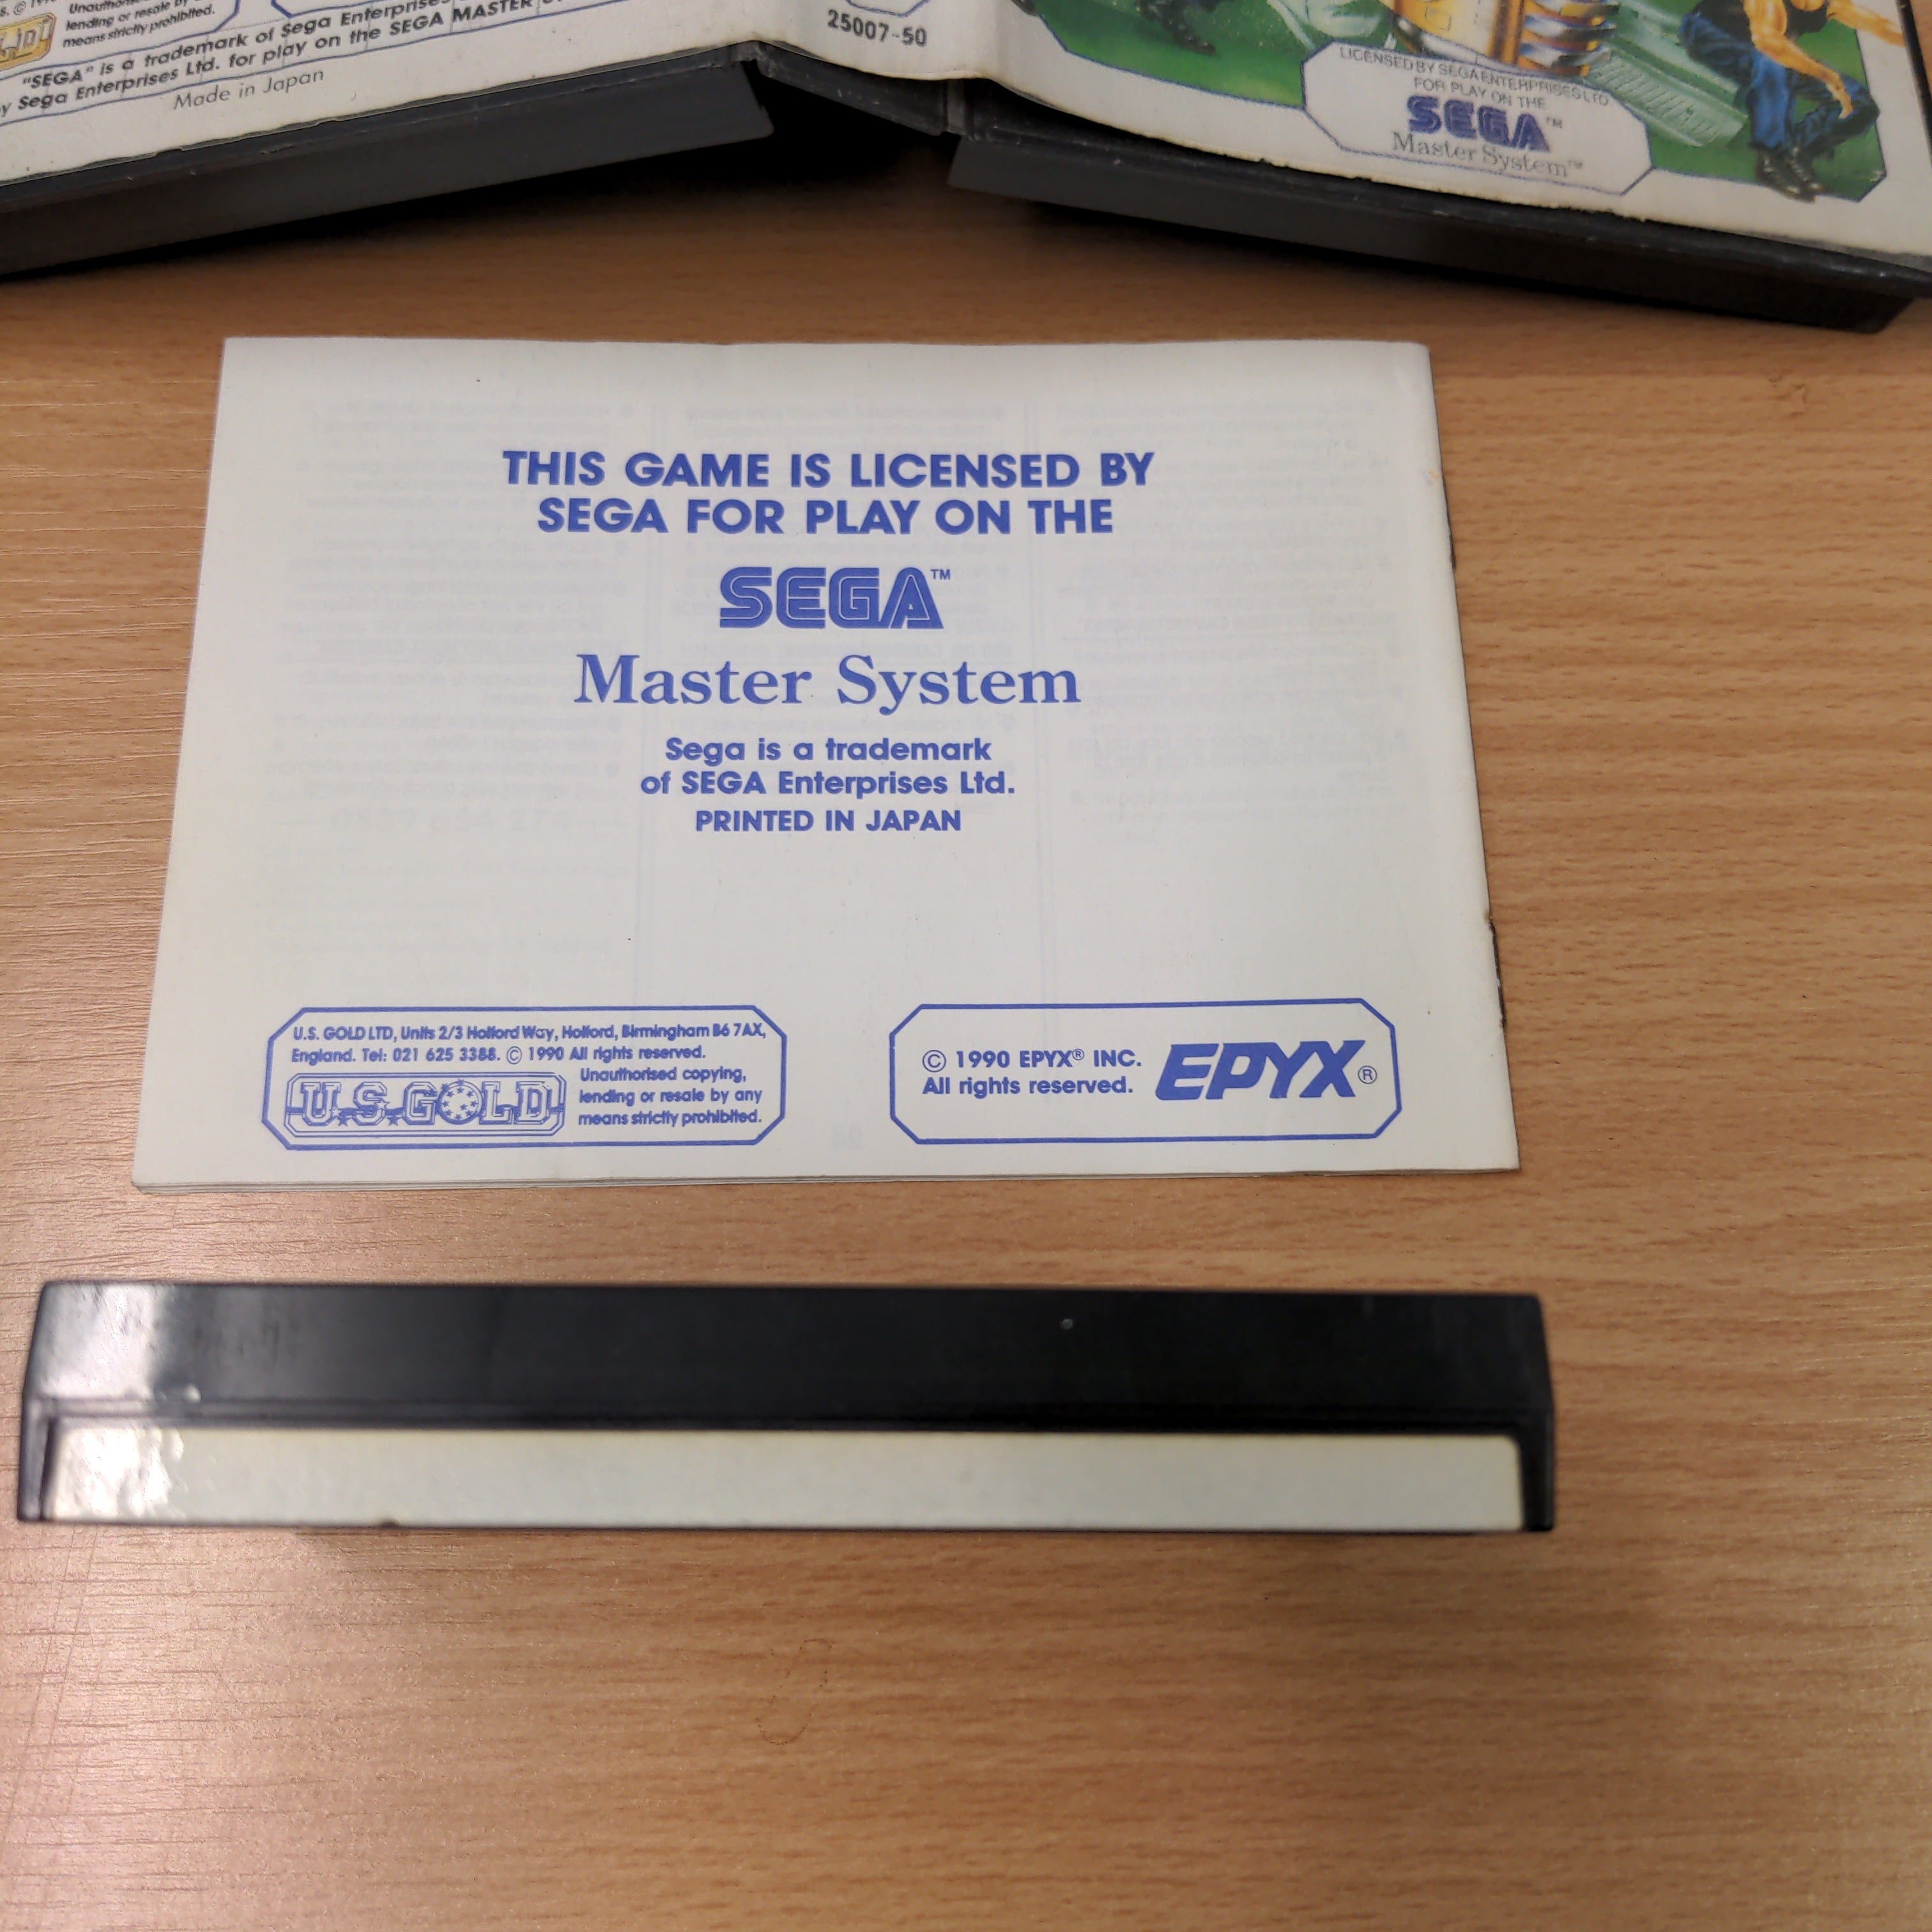 Unauthorised
lending or resale by
means strictly prohibited.
"SEGA" is a trademark of Sega Enterprises
by Sega Enterprises Ltd. for play on the SEGA MASTER
Made in Japan
25007-50
LICENSED BY SEGA ENTERPRISES LTD
FOR PLAY ON THE
SEGA™
Master System™
THIS GAME IS LICENSED BY
SEGA FOR PLAY ON THE
SEGA™
Master System
Sega is a trademark
of SEGA Enterprises Ltd.
PRINTED IN JAPAN
U.S. GOLD LTD, Units 2/3 Holford Way, Holford, Birmingham B6 7AX,
England. Tel: 021 625 3388. © 1990 All rights reserved.
Unauthorised copying,
lending or resale by any
means strictly prohibited.
U.S. GOLD
© 1990 EPYX® INC.
All rights reserved.
EPYX®